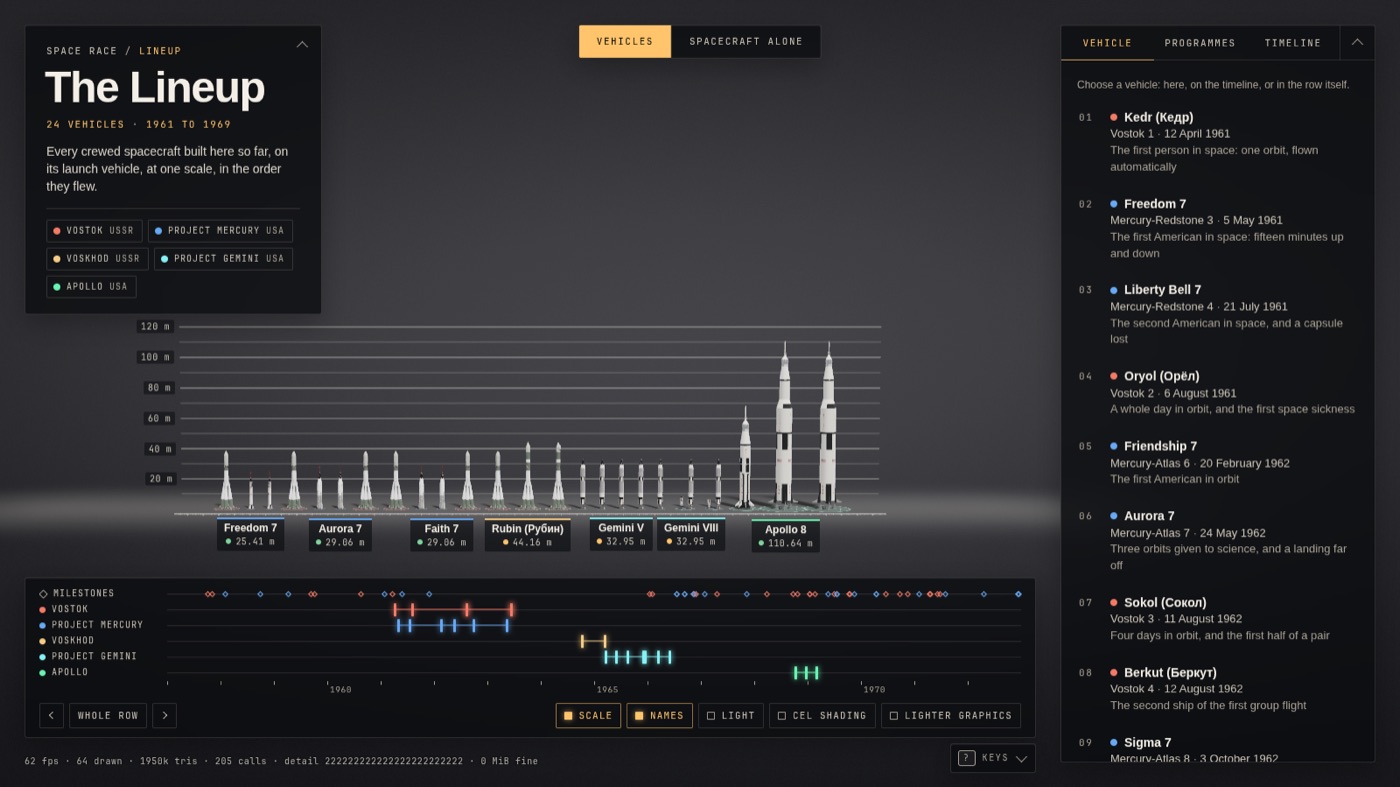 SPACE RACE / LINEUP
The Lineup
24 VEHICLES · 1961 TO 1969
Every crewed spacecraft built here so far, on
its launch vehicle, at one scale, in the order
they flew.
VOSTOK USSR
PROJECT MERCURY USA
VOSKHOD USSR
PROJECT GEMINI USA
APOLLO USA
VEHICLES
SPACECRAFT ALONE
120 m
100 m
80 m
60 m
40 m
20 m
Freedom 7
25.41 m
Aurora 7
29.06 m
Faith 7
29.06 m
Rubin (Рубин)
44.16 m
Gemini V
32.95 m
Gemini VIII
32.95 m
Apollo 8
110.64 m
MILESTONES
VOSTOK
PROJECT MERCURY
VOSKHOD
PROJECT GEMINI
APOLLO
1960
1965
1970
WHOLE ROW
SCALE
NAMES
LIGHT
CEL SHADING
LIGHTER GRAPHICS
62 fps · 64 drawn · 1950k tris · 205 calls · detail 222222222222222222222222 · 0 MiB fine
? KEYS
VEHICLE
PROGRAMMES
TIMELINE
Choose a vehicle: here, on the timeline, or in the row itself.
01 Kedr (Кедр)
Vostok 1 · 12 April 1961
The first person in space: one orbit, flown
automatically
02 Freedom 7
Mercury-Redstone 3 · 5 May 1961
The first American in space: fifteen minutes up
and down
03 Liberty Bell 7
Mercury-Redstone 4 · 21 July 1961
The second American in space, and a capsule
lost
04 Oryol (Орёл)
Vostok 2 · 6 August 1961
A whole day in orbit, and the first space sickness
05 Friendship 7
Mercury-Atlas 6 · 20 February 1962
The first American in orbit
06 Aurora 7
Mercury-Atlas 7 · 24 May 1962
Three orbits given to science, and a landing far
off
07 Sokol (Сокол)
Vostok 3 · 11 August 1962
Four days in orbit, and the first half of a pair
08 Berkut (Беркут)
Vostok 4 · 12 August 1962
The second ship of the first group flight
09 Sigma 7
Mercury-Atlas 8 · 3 October 1962